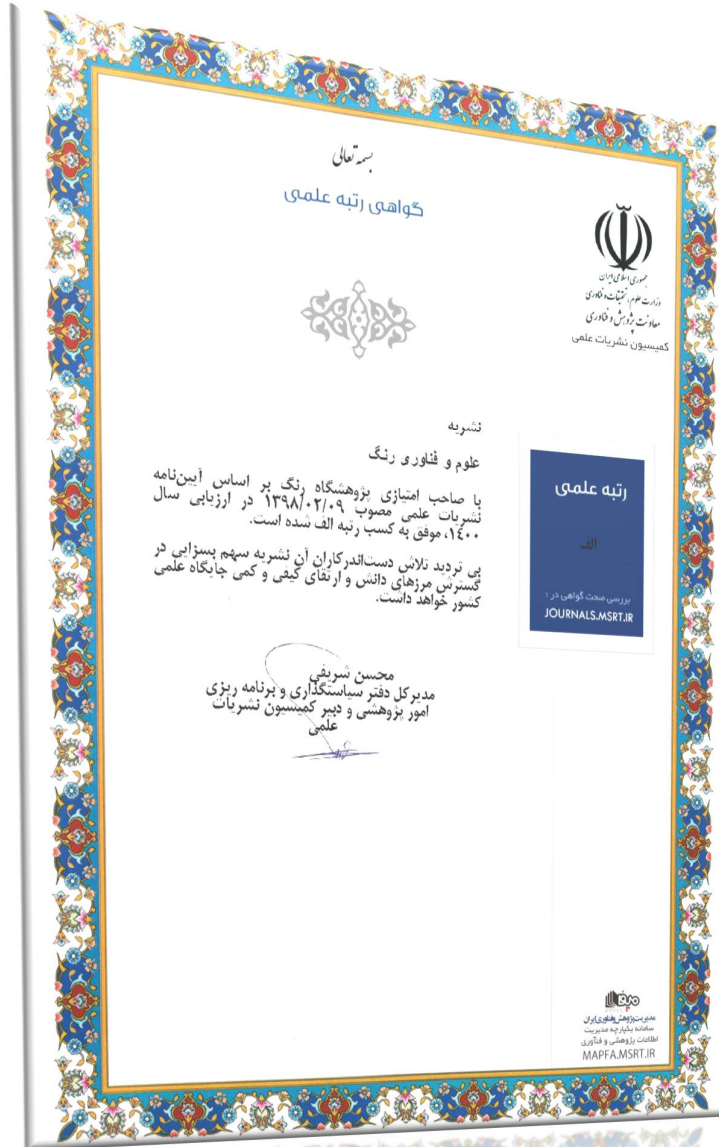 بسمه تعالی
گواهی رتبه علمی
جمهوری اسلامی ایران
وزارت علوم، تحقیقات و فناوری
معاونت پژوهش و فناوری
کمیسیون نشریات علمی
نشریه
علوم و فناوری رنگ
با صاحب امتیازی پژوهشگاه رنگ بر اساس آیین‌نامه
نشریات علمی مصوب ۱۳۹۸/۰۲/۰۹ در ارزیابی سال
۱۴۰۰، موفق به کسب رتبه الف شده است.
بی تردید تلاش دست‌اندرکاران آن نشریه سهم بسزایی در
گسترش مرزهای دانش و ارتقای کیفی و کمی جایگاه علمی
کشور خواهد داشت.
رتبه علمی
الف
بررسی صحت گواهی در :
JOURNALS.MSRT.IR
محسن شریفی
مدیرکل دفتر سیاستگذاری و برنامه ریزی
امور پژوهشی و دبیر کمیسیون نشریات
علمی
مپفا
مدیریت پژوهش و فناوری ایران
سامانه یکپارچه مدیریت
اطلاعات پژوهشی و فنآوری
MAPFA.MSRT.IR